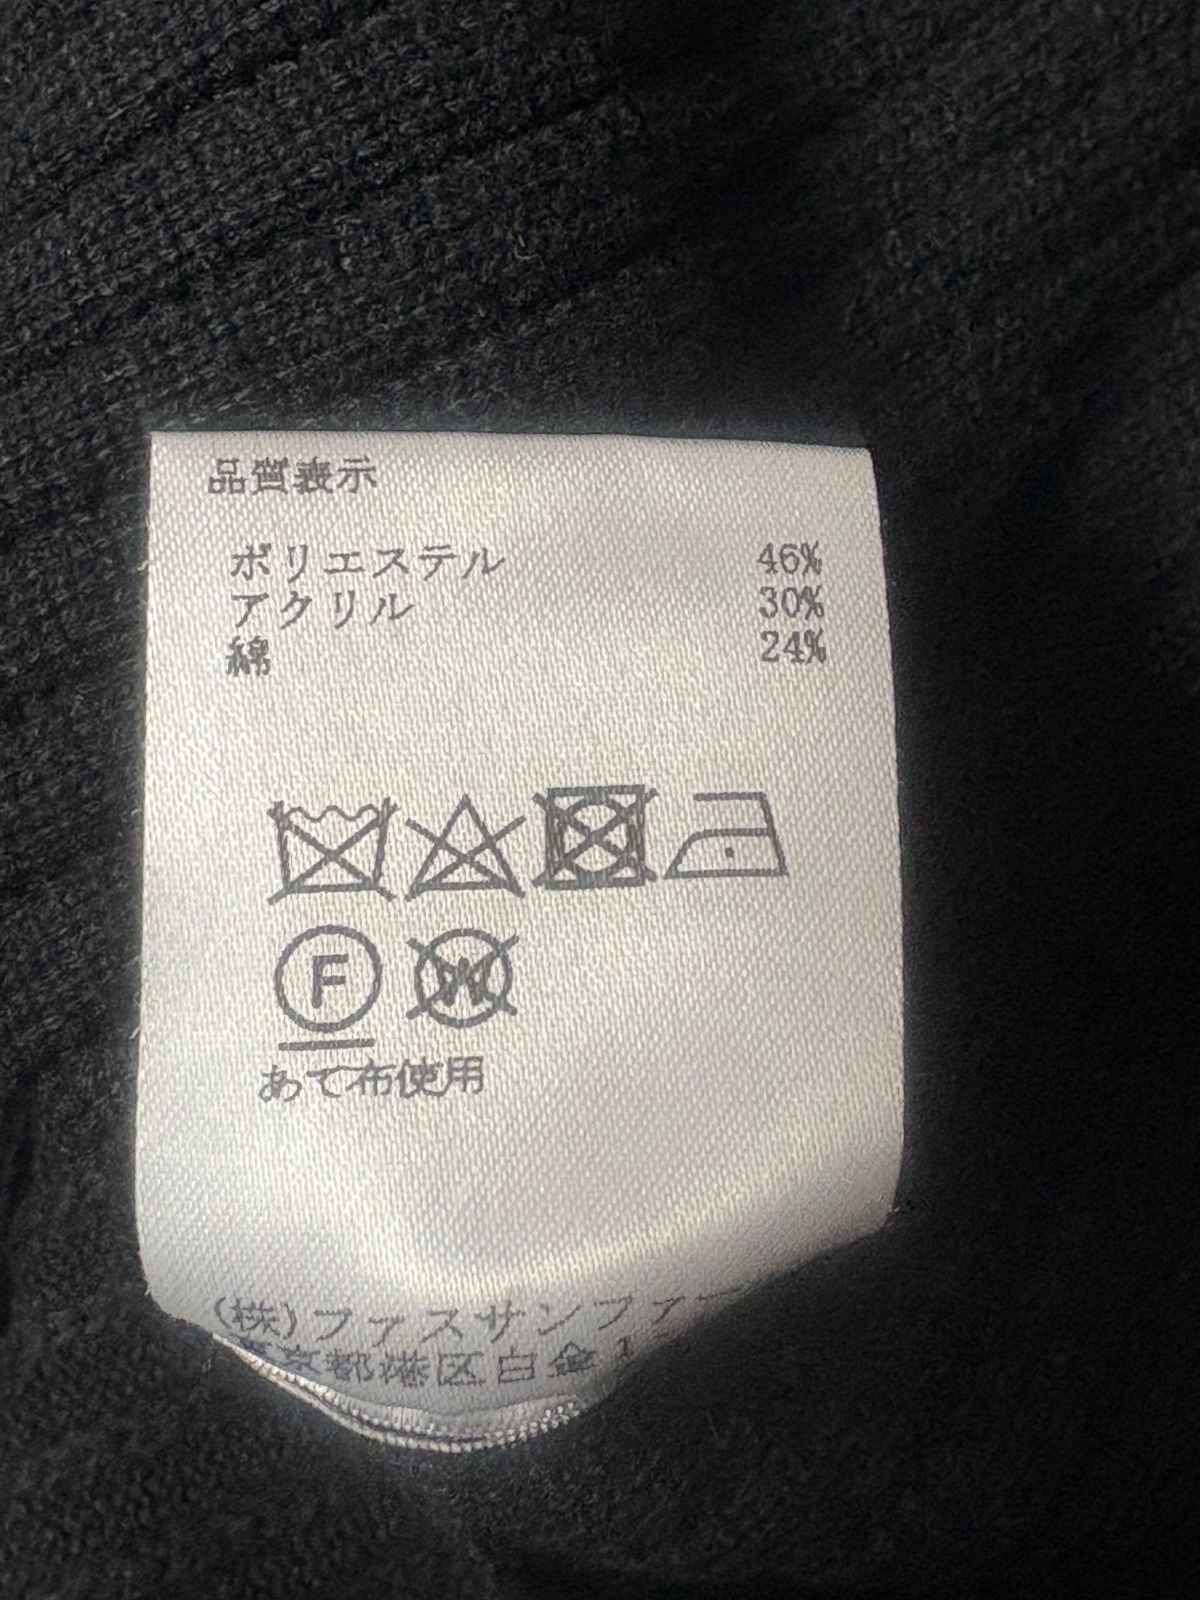 品質表示
ポリエステル 46%
アクリル 30%
綿 24%
F W
あて布使用
(株)ファスサンファー
東京都港区白金1